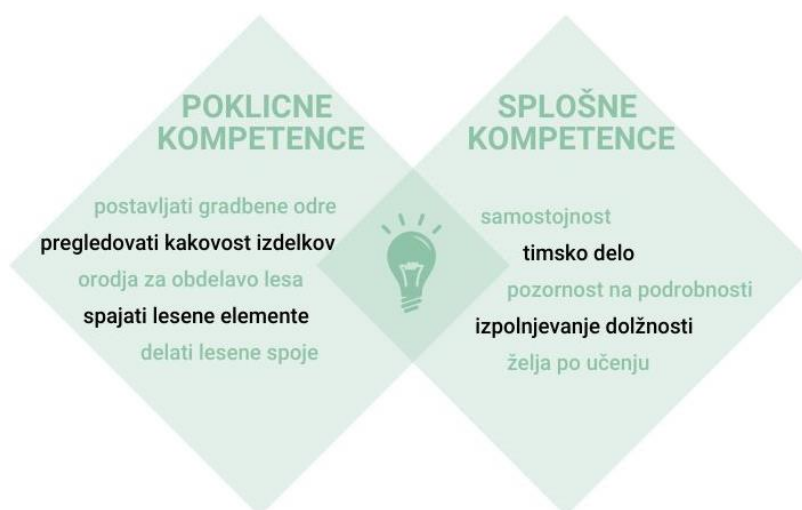 POKLICNE
KOMPETENCE
postavljati gradbene odre
pregledovati kakovost izdelkov
orodja za obdelavo lesa
spajati lesene elemente
delati lesene spoje
SPLOŠNE
KOMPETENCE
samostojnost
timsko delo
pozornost na podrobnosti
izpolnjevanje dolžnosti
želja po učenju